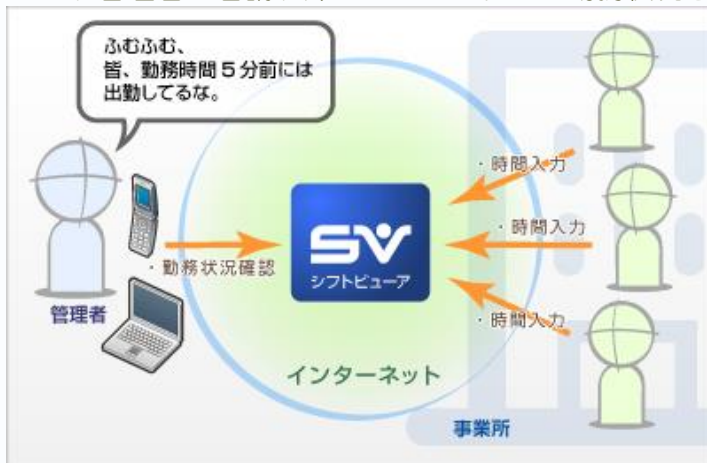 ふむふむ、
皆、勤務時間5分前には
出勤してるな。
・時間入力
・時間入力
SV
シフトビューア
・勤務状況確認
管理者
・時間入力
インターネット
事業所